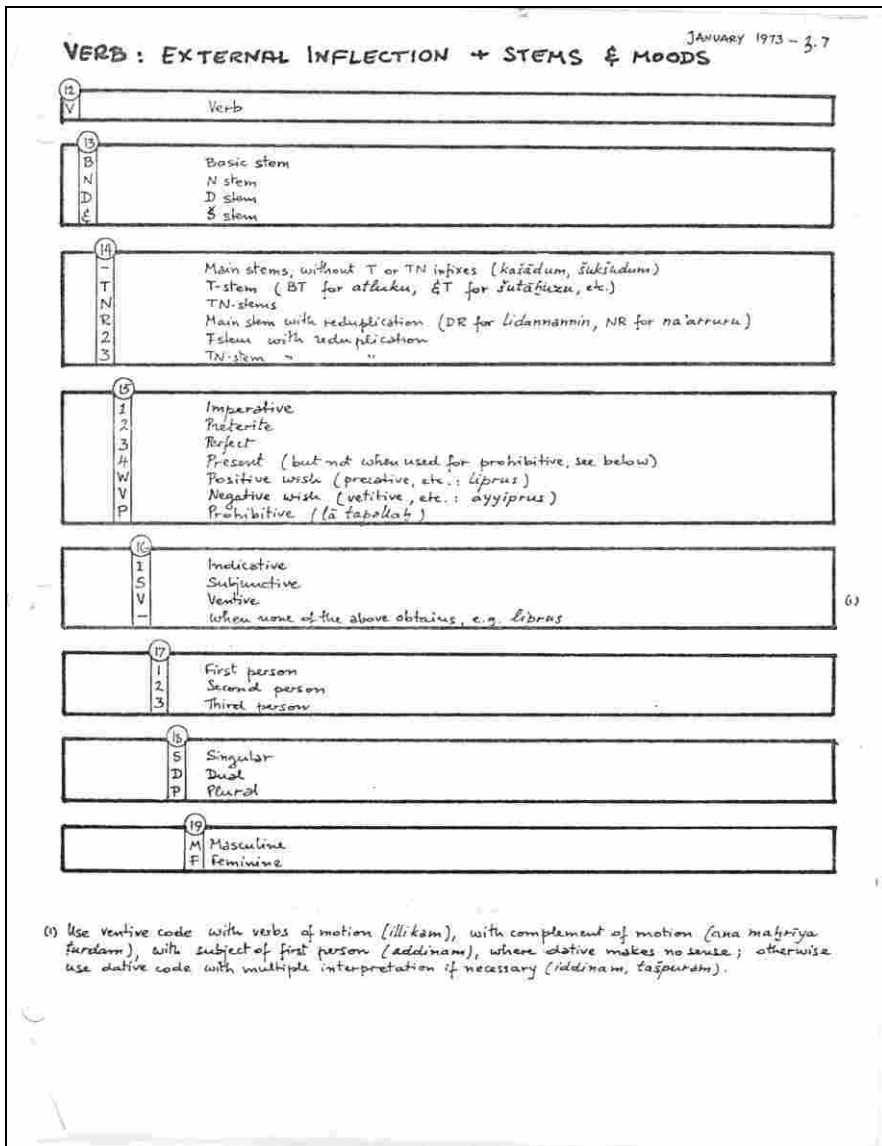 JANUARY 1973 - 3.7
VERB : EXTERNAL INFLECTION + STEMS & MOODS
12
V Verb
13
B Basic stem
N N stem
D D stem
& Š stem
14
- Main stems, without T or TN infixes (kašādum, šukšudum)
T T-stem (BT for atluku, &T for šutāḫuzu, etc.)
N TN-stems
R Main stem with reduplication (DR for lidannannin, NR for na'arruru)
2 T stem with reduplication
3 TN-stem " "
15
1 Imperative
2 Preterite
3 Perfect
4 Present (but not when used for prohibitive, see below)
W Positive wish (precative, etc.: liprus)
V Negative wish (vetitive, etc.: ayyiprus)
P Prohibitive (lā tapallaḫ)
16
I Indicative
S Subjunctive
V Ventive
- When none of the above obtains, e.g. liprus (1)
17
1 First person
2 Second person
3 Third person
18
S Singular
D Dual
P Plural
19
M Masculine
F Feminine
(1) Use ventive code with verbs of motion (illikam), with complement of motion (ana maḫrīya
ṭurdam), with subject of first person (addinam), where dative makes no sense; otherwise
use dative code with multiple interpretation if necessary (iddinam, tašpuram).